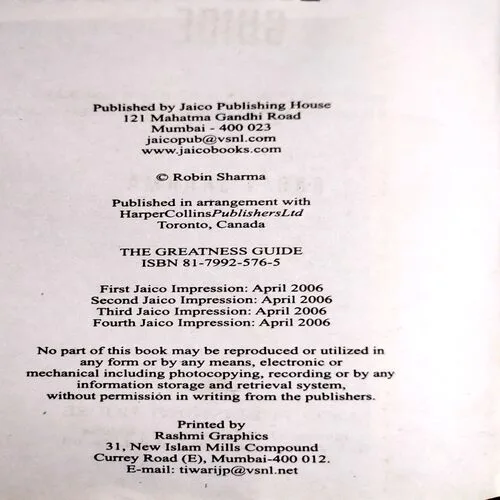 Published by Jaico Publishing House
121 Mahatma Gandhi Road
Mumbai - 400 023
jaicopub@vsnl.com
www.jaicobooks.com
© Robin Sharma
Published in arrangement with
HarperCollinsPublishersLtd
Toronto, Canada
THE GREATNESS GUIDE
ISBN 81-7992-576-5
First Jaico Impression: April 2006
Second Jaico Impression: April 2006
Third Jaico Impression: April 2006
Fourth Jaico Impression: April 2006
No part of this book may be reproduced or utilized in
any form or by any means, electronic or
mechanical including photocopying, recording or by any
information storage and retrieval system,
without permission in writing from the publishers.
Printed by
Rashmi Graphics
31, New Islam Mills Compound
Currey Road (E), Mumbai-400 012.
E-mail: tiwarijp@vsnl.net